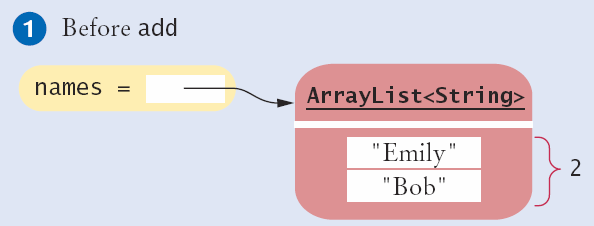 1 Before add
names =
ArrayList<String>
"Emily"
"Bob"
2